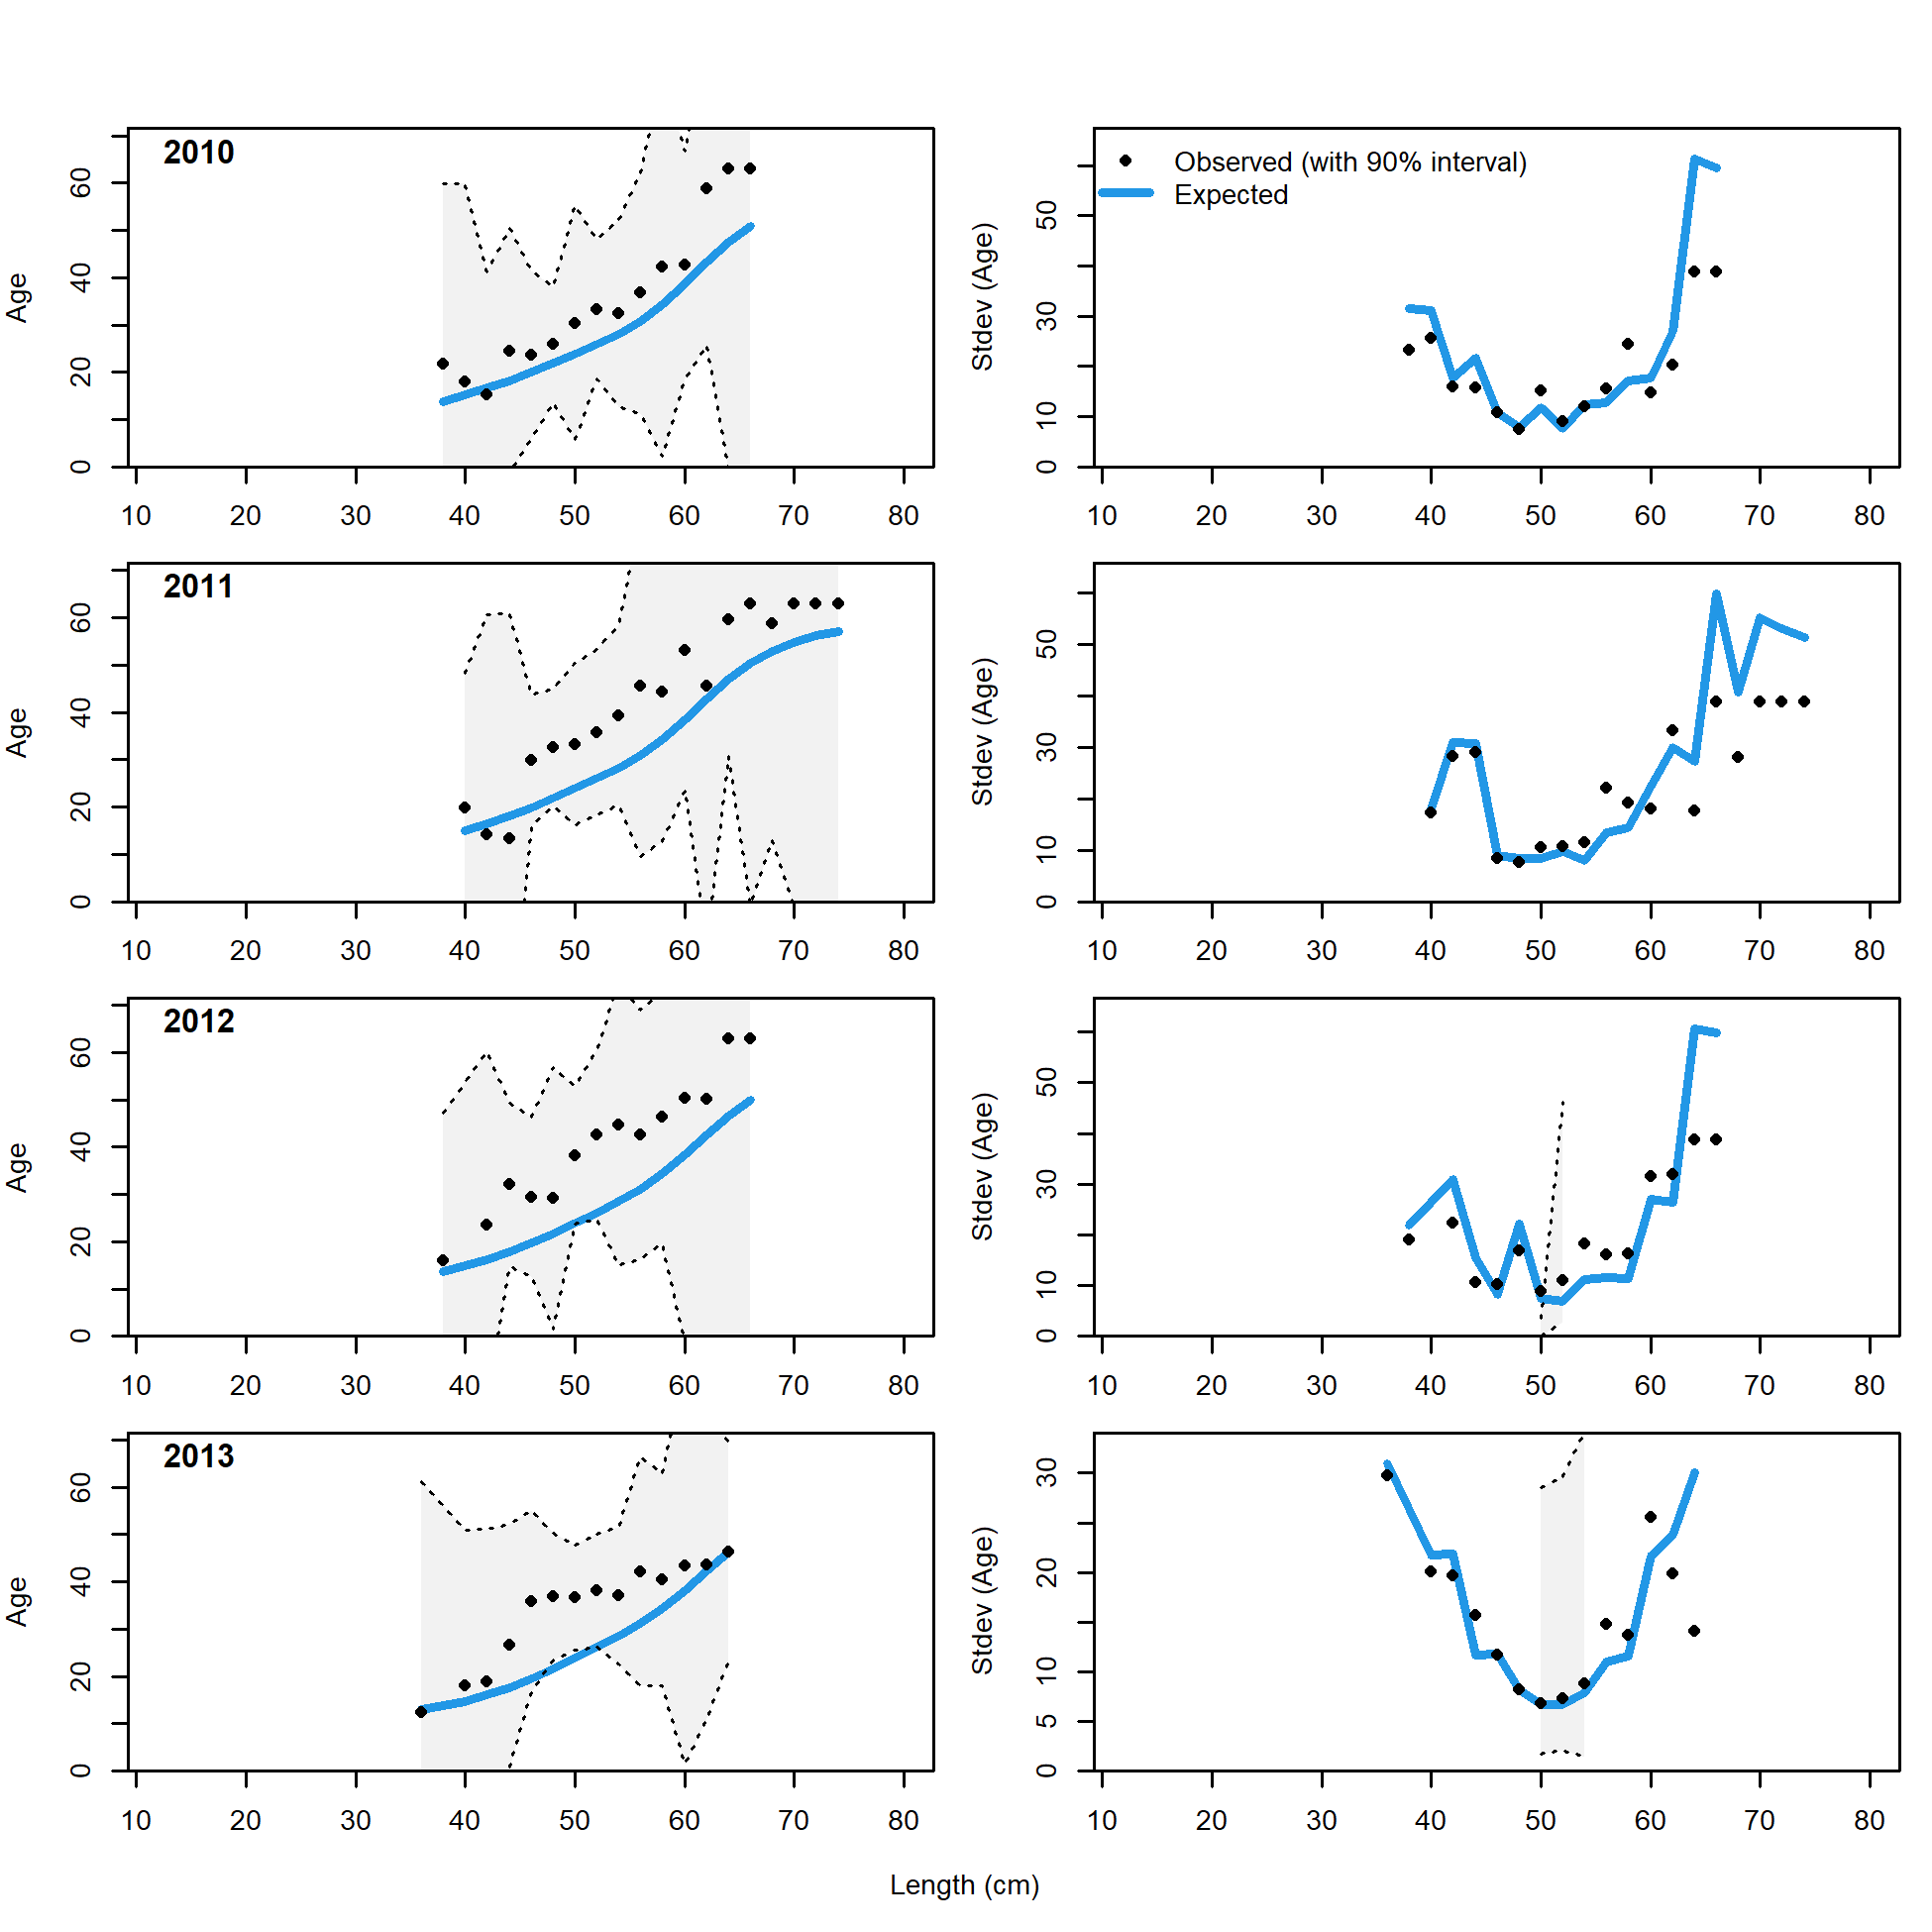 2010
Age
0 20 40 60
10 20 30 40 50 60 70 80
Observed (with 90% interval)
Expected
Stdev (Age)
0 10 30 50
10 20 30 40 50 60 70 80
2011
Age
0 20 40 60
10 20 30 40 50 60 70 80
Stdev (Age)
0 10 30 50
10 20 30 40 50 60 70 80
2012
Age
0 20 40 60
10 20 30 40 50 60 70 80
Stdev (Age)
0 10 30 50
10 20 30 40 50 60 70 80
2013
Age
0 20 40 60
10 20 30 40 50 60 70 80
Stdev (Age)
0 5 10 20 30
10 20 30 40 50 60 70 80
Length (cm)